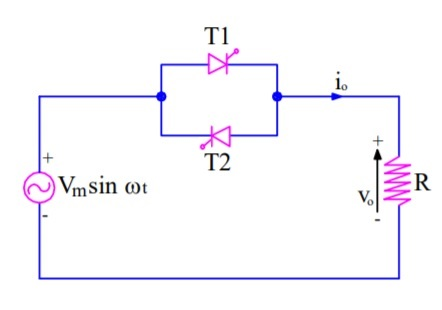 T1
iₒ
T2
+
Vₘsin ωt
-
+
vₒ
-
R